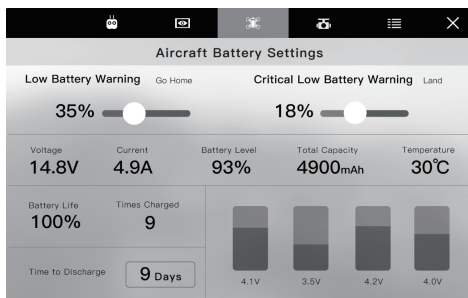 Aircraft Battery Settings
Low Battery Warning Go Home
Critical Low Battery Warning Land
35%
18%
Voltage Current Battery Level Total Capacity Temperature
14.8V 4.9A 93% 4900mAh 30℃
Battery Life Times Charged
100% 9
Time to Discharge 9 Days
4.1V 3.5V 4.2V 4.0V